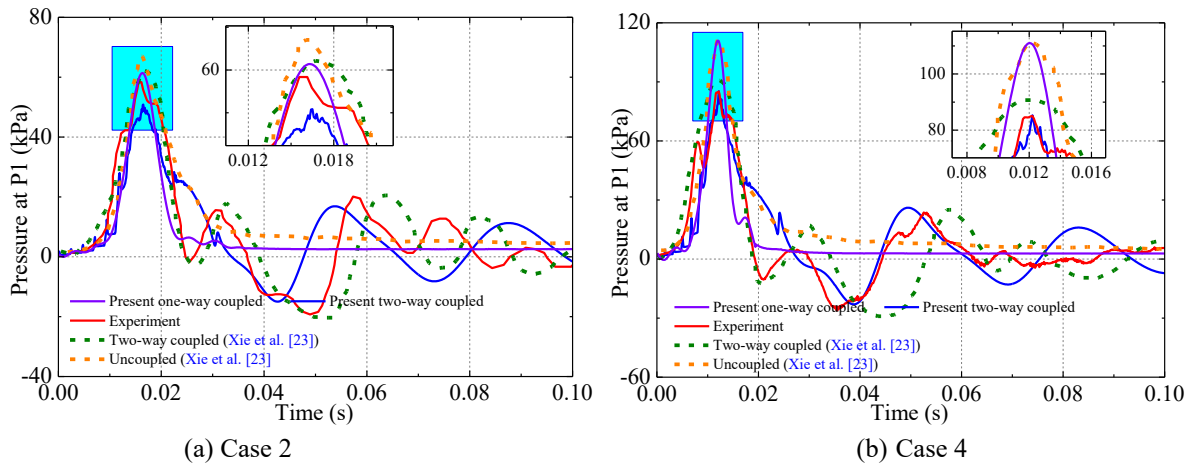 80
40
0
-40
Pressure at P1 (kPa)
60
0.012
0.018
Present one-way coupled
Present two-way coupled
Experiment
Two-way coupled (Xie et al. [23])
Uncoupled (Xie et al. [23]
0.00
0.02
0.04
0.06
0.08
0.10
Time (s)
(a) Case 2
120
60
0
-60
Pressure at P1 (kPa)
100
80
0.008
0.012
0.016
Present one-way coupled
Present two-way coupled
Experiment
Two-way coupled (Xie et al. [23])
Uncoupled (Xie et al. [23])
0.00
0.02
0.04
0.06
0.08
0.10
Time (s)
(b) Case 4